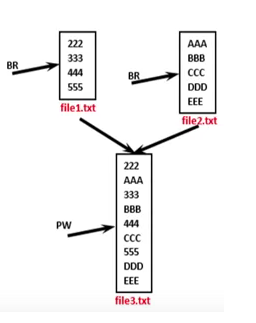 BR
222
333
444
555
file1.txt
BR
AAA
BBB
CCC
DDD
EEE
file2.txt
PW
222
AAA
333
BBB
444
CCC
555
DDD
EEE
file3.txt